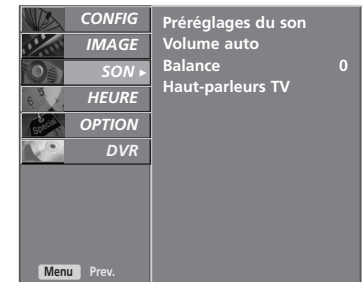 CONFIG
IMAGE
SON ▸
HEURE
OPTION
DVR
Menu Prev.
Préréglages du son
Volume auto
Balance 0
Haut-parleurs TV